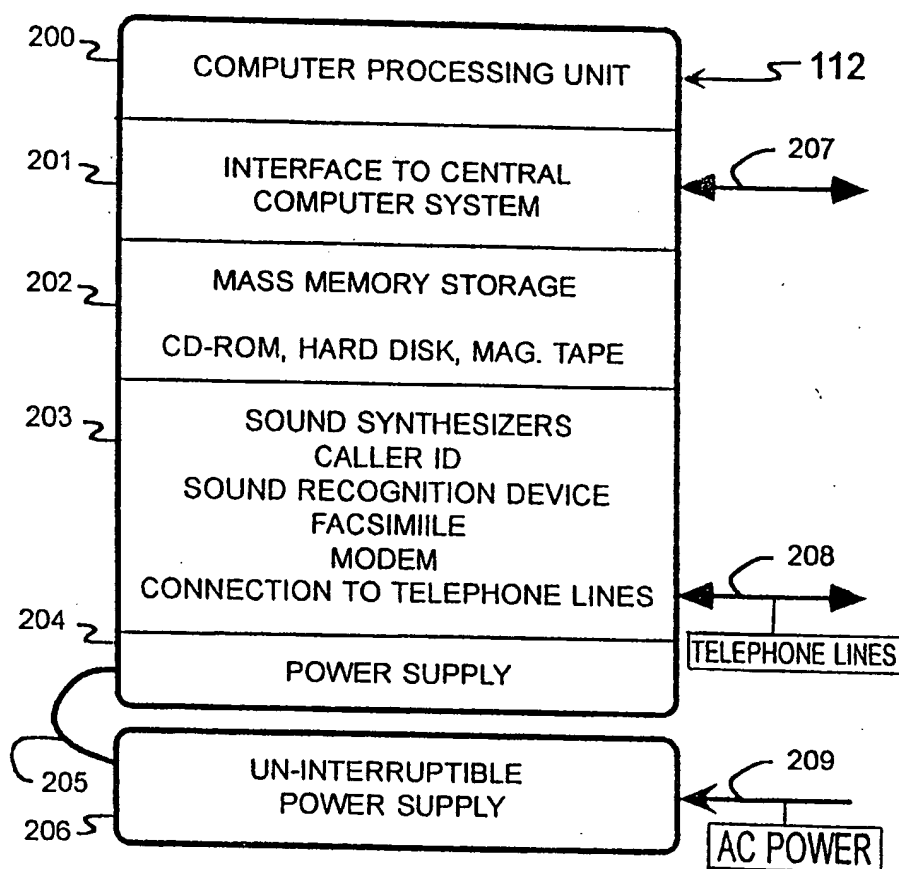 200
COMPUTER PROCESSING UNIT
112
201
INTERFACE TO CENTRAL
COMPUTER SYSTEM
207
202
MASS MEMORY STORAGE
CD-ROM, HARD DISK, MAG. TAPE
203
SOUND SYNTHESIZERS
CALLER ID
SOUND RECOGNITION DEVICE
FACSIMIILE
MODEM
CONNECTION TO TELEPHONE LINES
208
TELEPHONE LINES
204
POWER SUPPLY
205
206
UN-INTERRUPTIBLE
POWER SUPPLY
209
AC POWER